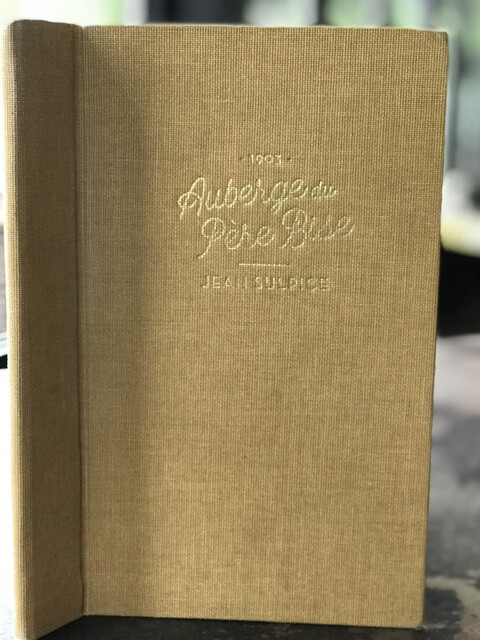 · 1903 ·
Auberge du
Père Bise
JEAN SULPICE